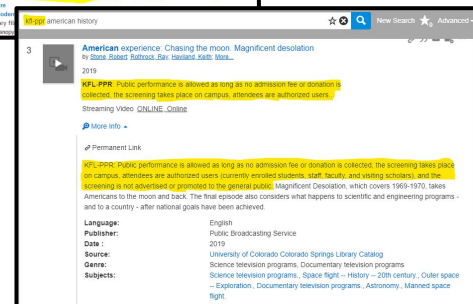 kfl-ppr american history
New Search
Advanced
3
American experience: Chasing the moon. Magnificent desolation
by Stone, Robert; Rothrock, Ray; Haviland, Keith; More...
2019
KFL-PPR: Public performance is allowed as long as no admission fee or donation is
collected, the screening takes place on campus, attendees are authorized users...
Streaming Video ONLINE, Online
More Info
Permanent Link
KFL-PPR: Public performance is allowed as long as no admission fee or donation is collected, the screening takes place
on campus, attendees are authorized users (currently enrolled students, staff, faculty, and visiting scholars), and the
screening is not advertised or promoted to the general public. Magnificent Desolation, which covers 1969-1970, takes
Americans to the moon and back. The final episode also considers what happens to scientific and engineering programs -
and to a country - after national goals have been achieved.
Language: English
Publisher: Public Broadcasting Service
Date : 2019
Source: University of Colorado Colorado Springs Library Catalog
Genre: Science television programs, Documentary television programs
Subjects: Science television programs., Space flight -- History -- 20th century., Outer space
-- Exploration., Documentary television programs., Astronomy., Manned space
flight.